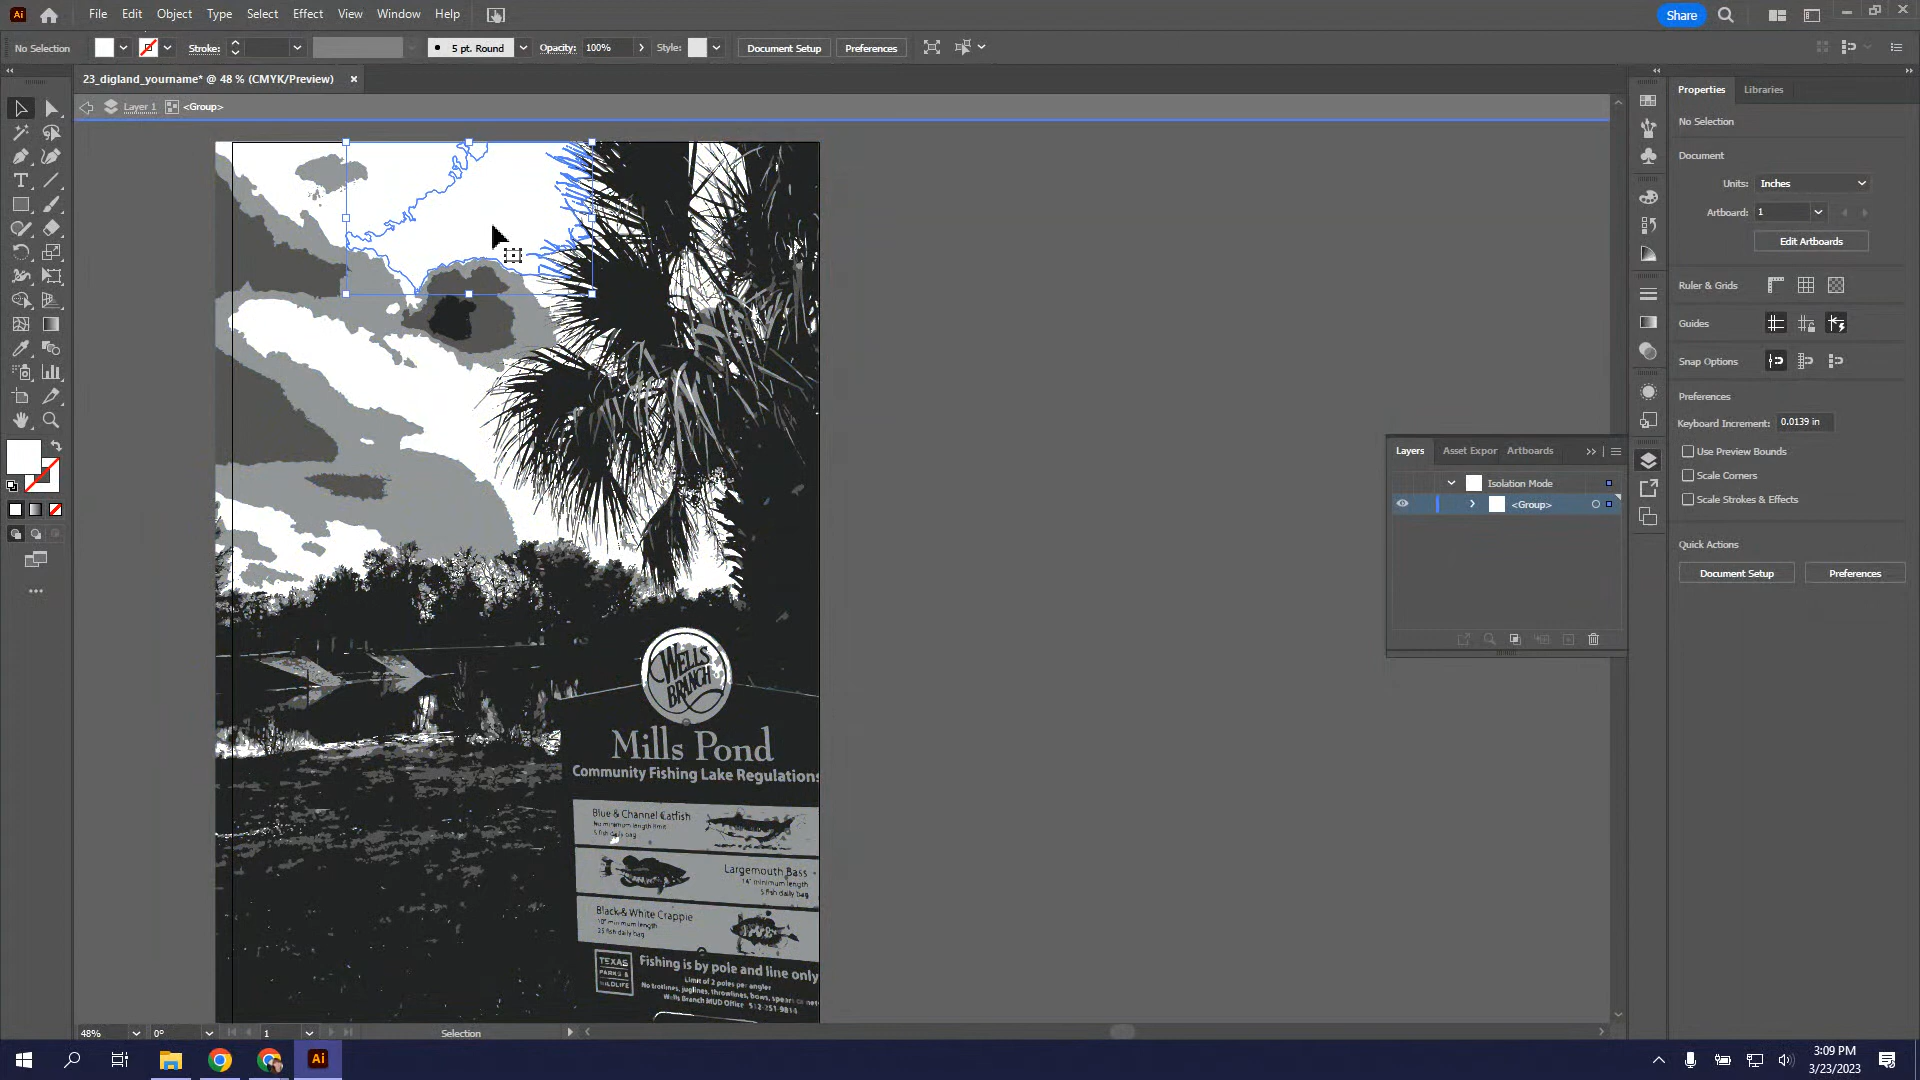 Ai File Edit Object Type Select Effect View Window Help Share
No Selection Stroke: 5 pt. Round Opacity: 100% Style: Document Setup Preferences
23_digland_yourname* @ 48 % (CMYK/Preview) ×
Layer 1 <Group>
Properties Libraries
No Selection
Document
Units: Inches
Artboard: 1
Edit Artboards
Ruler & Grids
Guides
Snap Options
Preferences
Keyboard Increment: 0.0139 in
Use Preview Bounds
Scale Corners
Scale Strokes & Effects
Quick Actions
Document Setup Preferences
Layers Asset Expor Artboards
Isolation Mode
<Group>
WELLS
BRANCH
Mills Pond
Community Fishing Lake Regulations
Blue & Channel Catfish
No minimum length limit
5 fish daily bag
Largemouth Bass
14" minimum length
5 fish daily bag
Black & White Crappie
10" minimum length
25 fish daily bag
TEXAS
PARKS &
WILDLIFE
Fishing is by pole and line only
Limit of 2 poles per angler
No trotlines, juglines, throwlines, bows, spears or net
Wells Branch MUD Office 512-251-9814
48% 0° 1 Selection
Ai
3:09 PM
3/23/2023